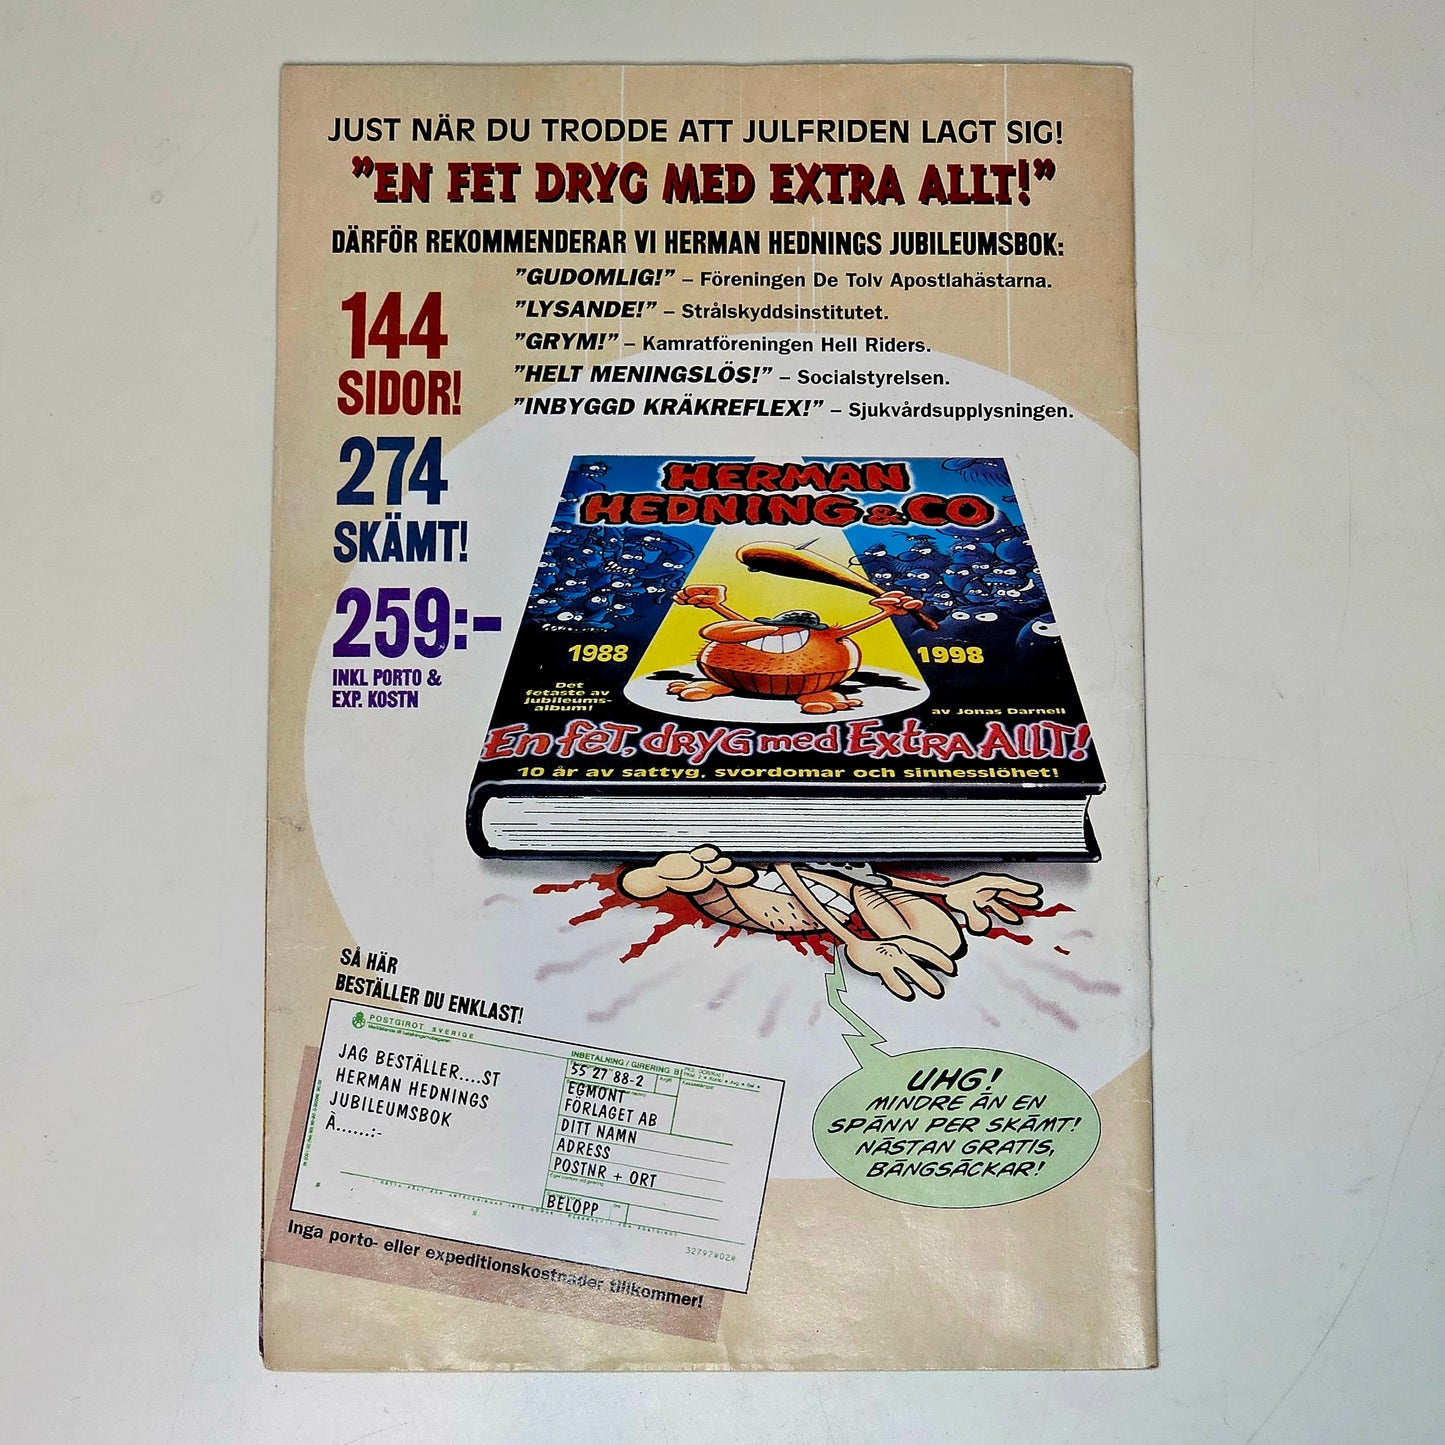 JUST NÄR DU TRODDE ATT JULFRIDEN LAGT SIG!
"EN FET DRYG MED EXTRA ALLT!"
DÄRFÖR REKOMMENDERAR VI HERMAN HEDNINGS JUBILEUMSBOK:
"GUDOMLIG!" – Föreningen De Tolv Apostlahästarna.
"LYSANDE!" – Strålskyddsinstitutet.
"GRYM!" – Kamratföreningen Hell Riders.
"HELT MENINGSLÖS!" – Socialstyrelsen.
"INBYGGD KRÄKREFLEX!" – Sjukvårdsupplysningen.
144
SIDOR!
274
SKÄMT!
259:-
INKL PORTO &
EXP. KOSTN
HERMAN
HEDNING & CO
1988
1998
Det
fetaste av
jubileums-
album!
av Jonas Darnell
En fet, dryg med Extra Allt!
10 år av sattyg, svordomar och sinnesslöhet!
SÅ HÄR
BESTÄLLER DU ENKLAST!
POSTGIROT SVERIGE
INBETALNING / GIRERING B
JAG BESTÄLLER....ST
HERMAN HEDNINGS
JUBILEUMSBOK
À......:-
55 27 88-2
EGMONT
FÖRLAGET AB
DITT NAMN
ADRESS
POSTNR + ORT
BELOPP
32797#02#
Inga porto- eller expeditionskostnader tillkommer!
UHG!
MINDRE ÄN EN
SPÄNN PER SKÄMT!
NÄSTAN GRATIS,
BÄNGSÄCKAR!